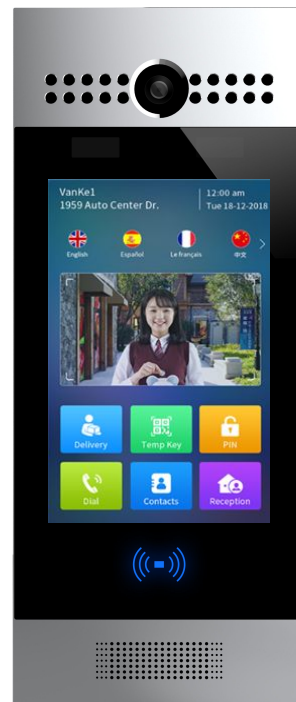 VanKe1
1959 Auto Center Dr.
12:00 am
Tue 18-12-2018
English
Español
Le français
中文
Delivery
Temp Key
PIN
Dial
Contacts
Reception